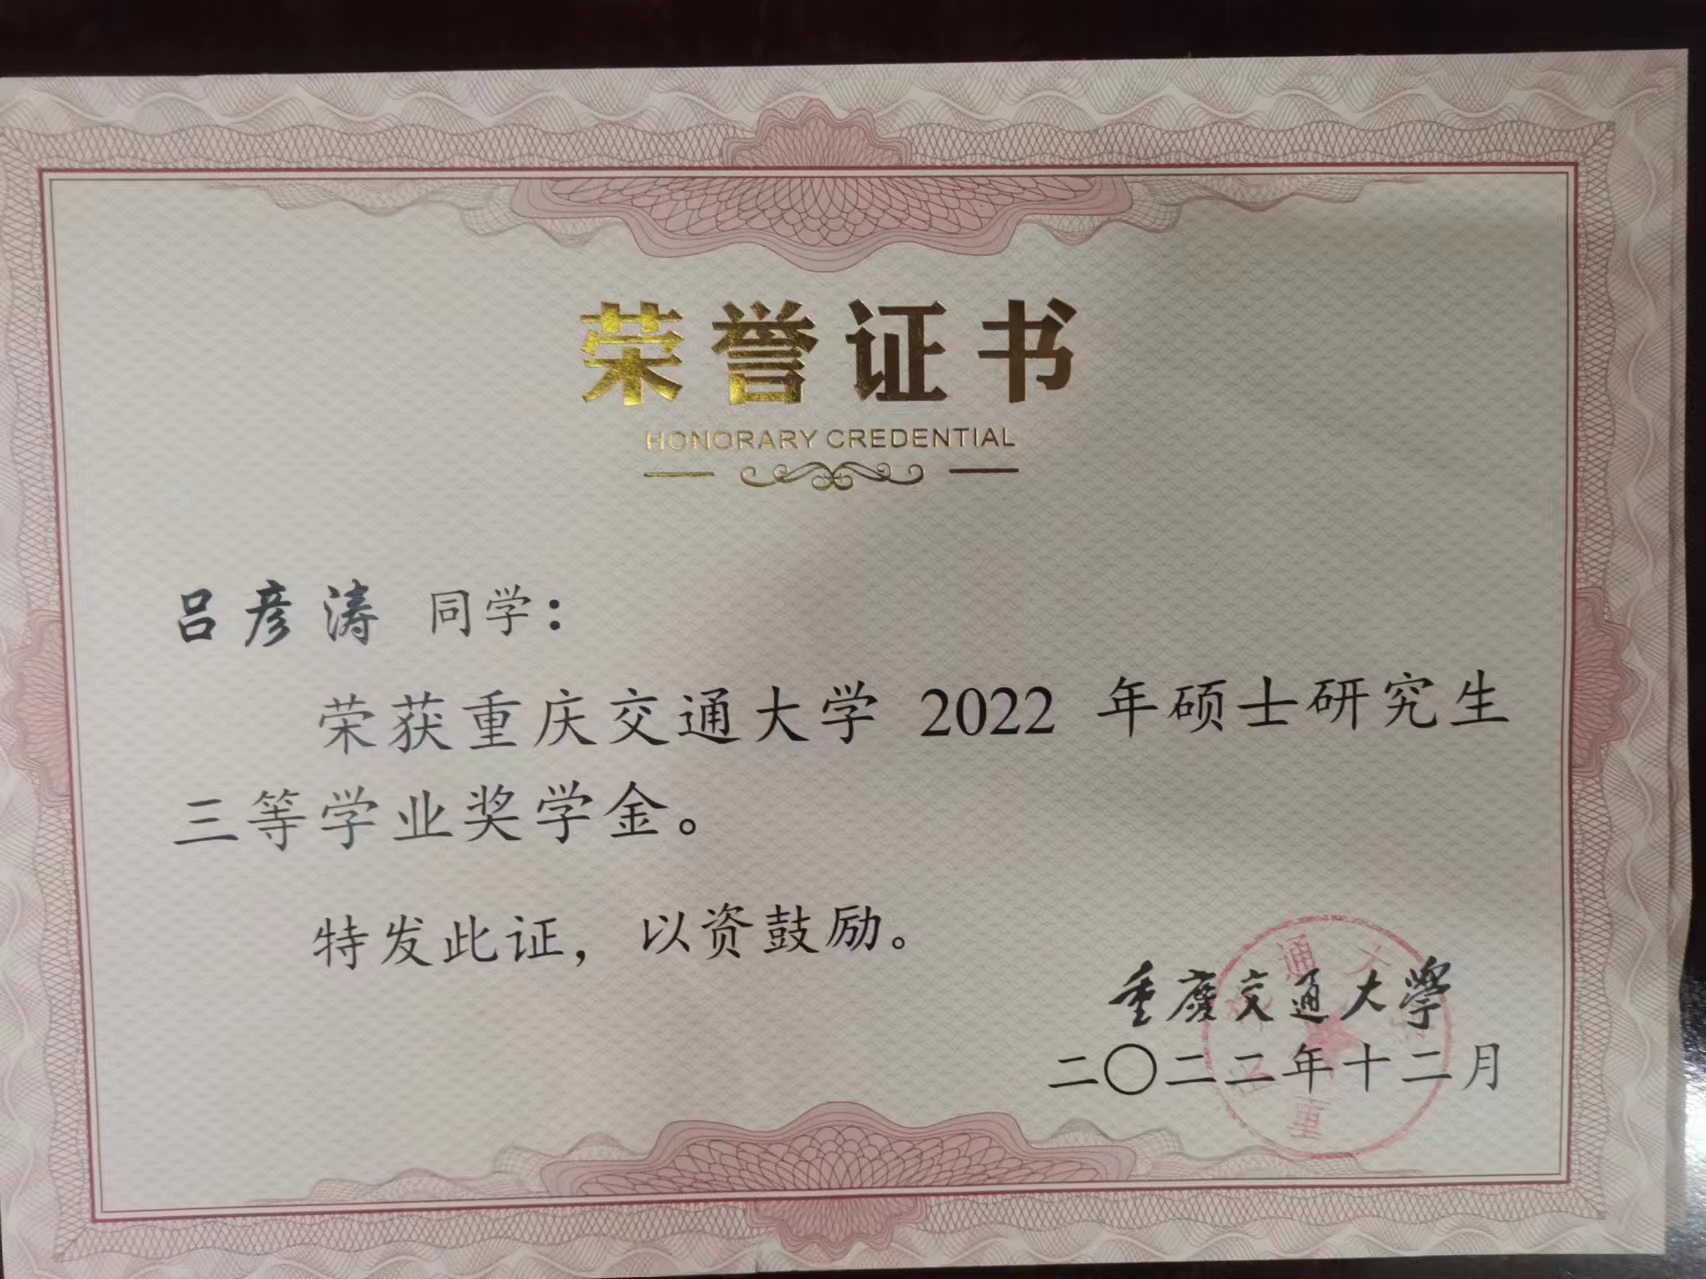 荣誉证书
HONORARY CREDENTIAL
吕彦涛 同学：
荣获重庆交通大学 2022 年硕士研究生
三等学业奖学金。
特发此证，以资鼓励。
重庆交通大學
二〇二二年十二月